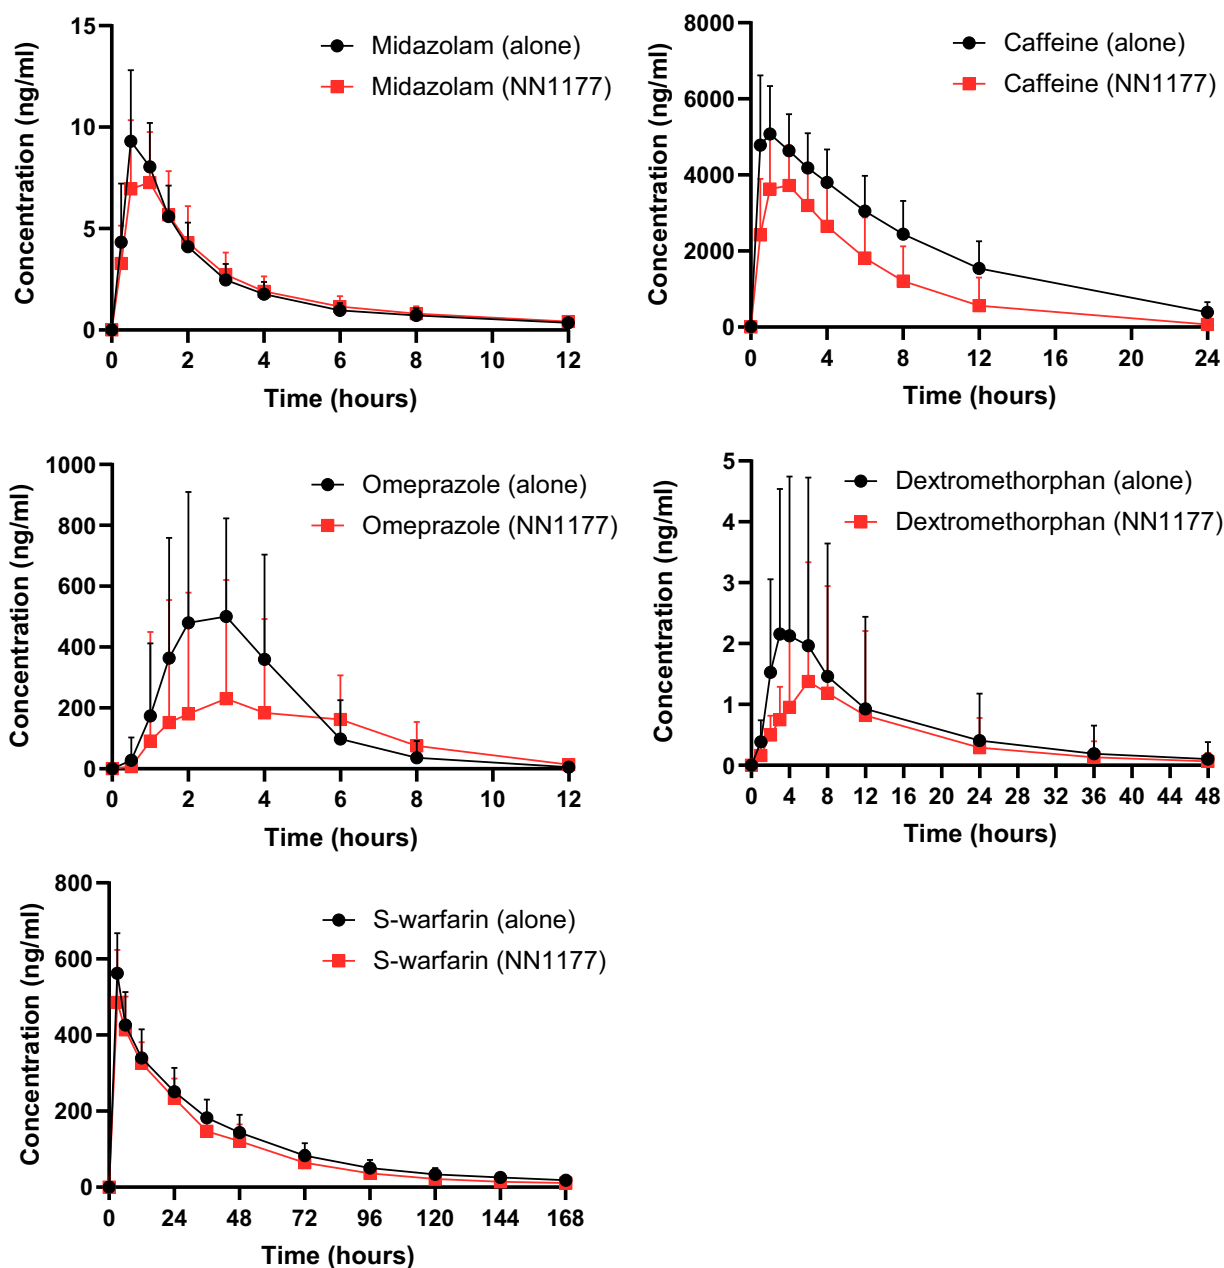 15
10
5
0
Concentration (ng/ml)
Midazolam (alone)
Midazolam (NN1177)
0 2 4 6 8 10 12
Time (hours)
8000
6000
4000
2000
0
Concentration (ng/ml)
Caffeine (alone)
Caffeine (NN1177)
0 4 8 12 16 20 24
Time (hours)
1000
800
600
400
200
0
Concentration (ng/ml)
Omeprazole (alone)
Omeprazole (NN1177)
0 2 4 6 8 10 12
Time (hours)
5
4
3
2
1
0
Concentration (ng/ml)
Dextromethorphan (alone)
Dextromethorphan (NN1177)
0 4 8 12 16 20 24 28 32 36 40 44 48
Time (hours)
800
600
400
200
0
Concentration (ng/ml)
S-warfarin (alone)
S-warfarin (NN1177)
0 24 48 72 96 120 144 168
Time (hours)